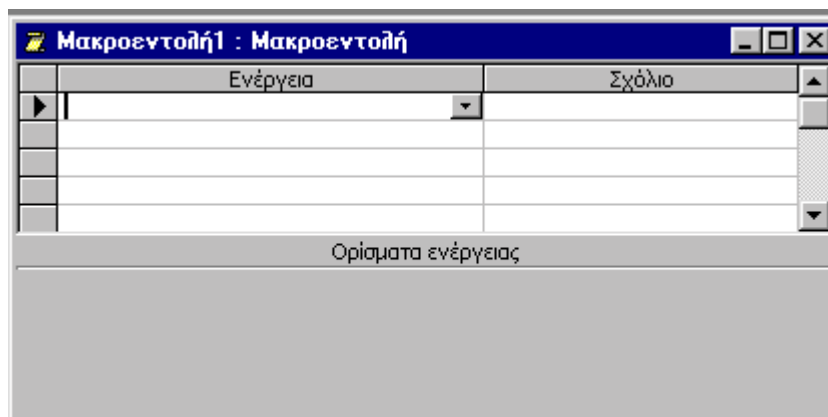 Μακροεντολή1 : Μακροεντολή
Ενέργεια Σχόλιο
Ορίσματα ενέργειας